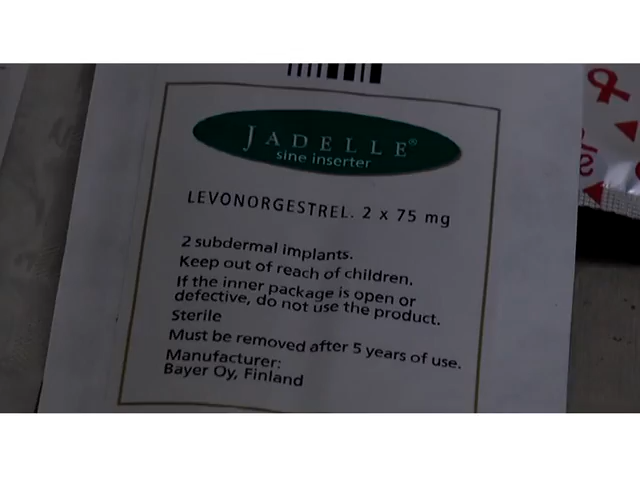 JADELLE®
sine inserter
LEVONORGESTREL. 2 x 75 mg
2 subdermal implants.
Keep out of reach of children.
If the inner package is open or
defective, do not use the product.
Sterile
Must be removed after 5 years of use.
Manufacturer:
Bayer Oy, Finland